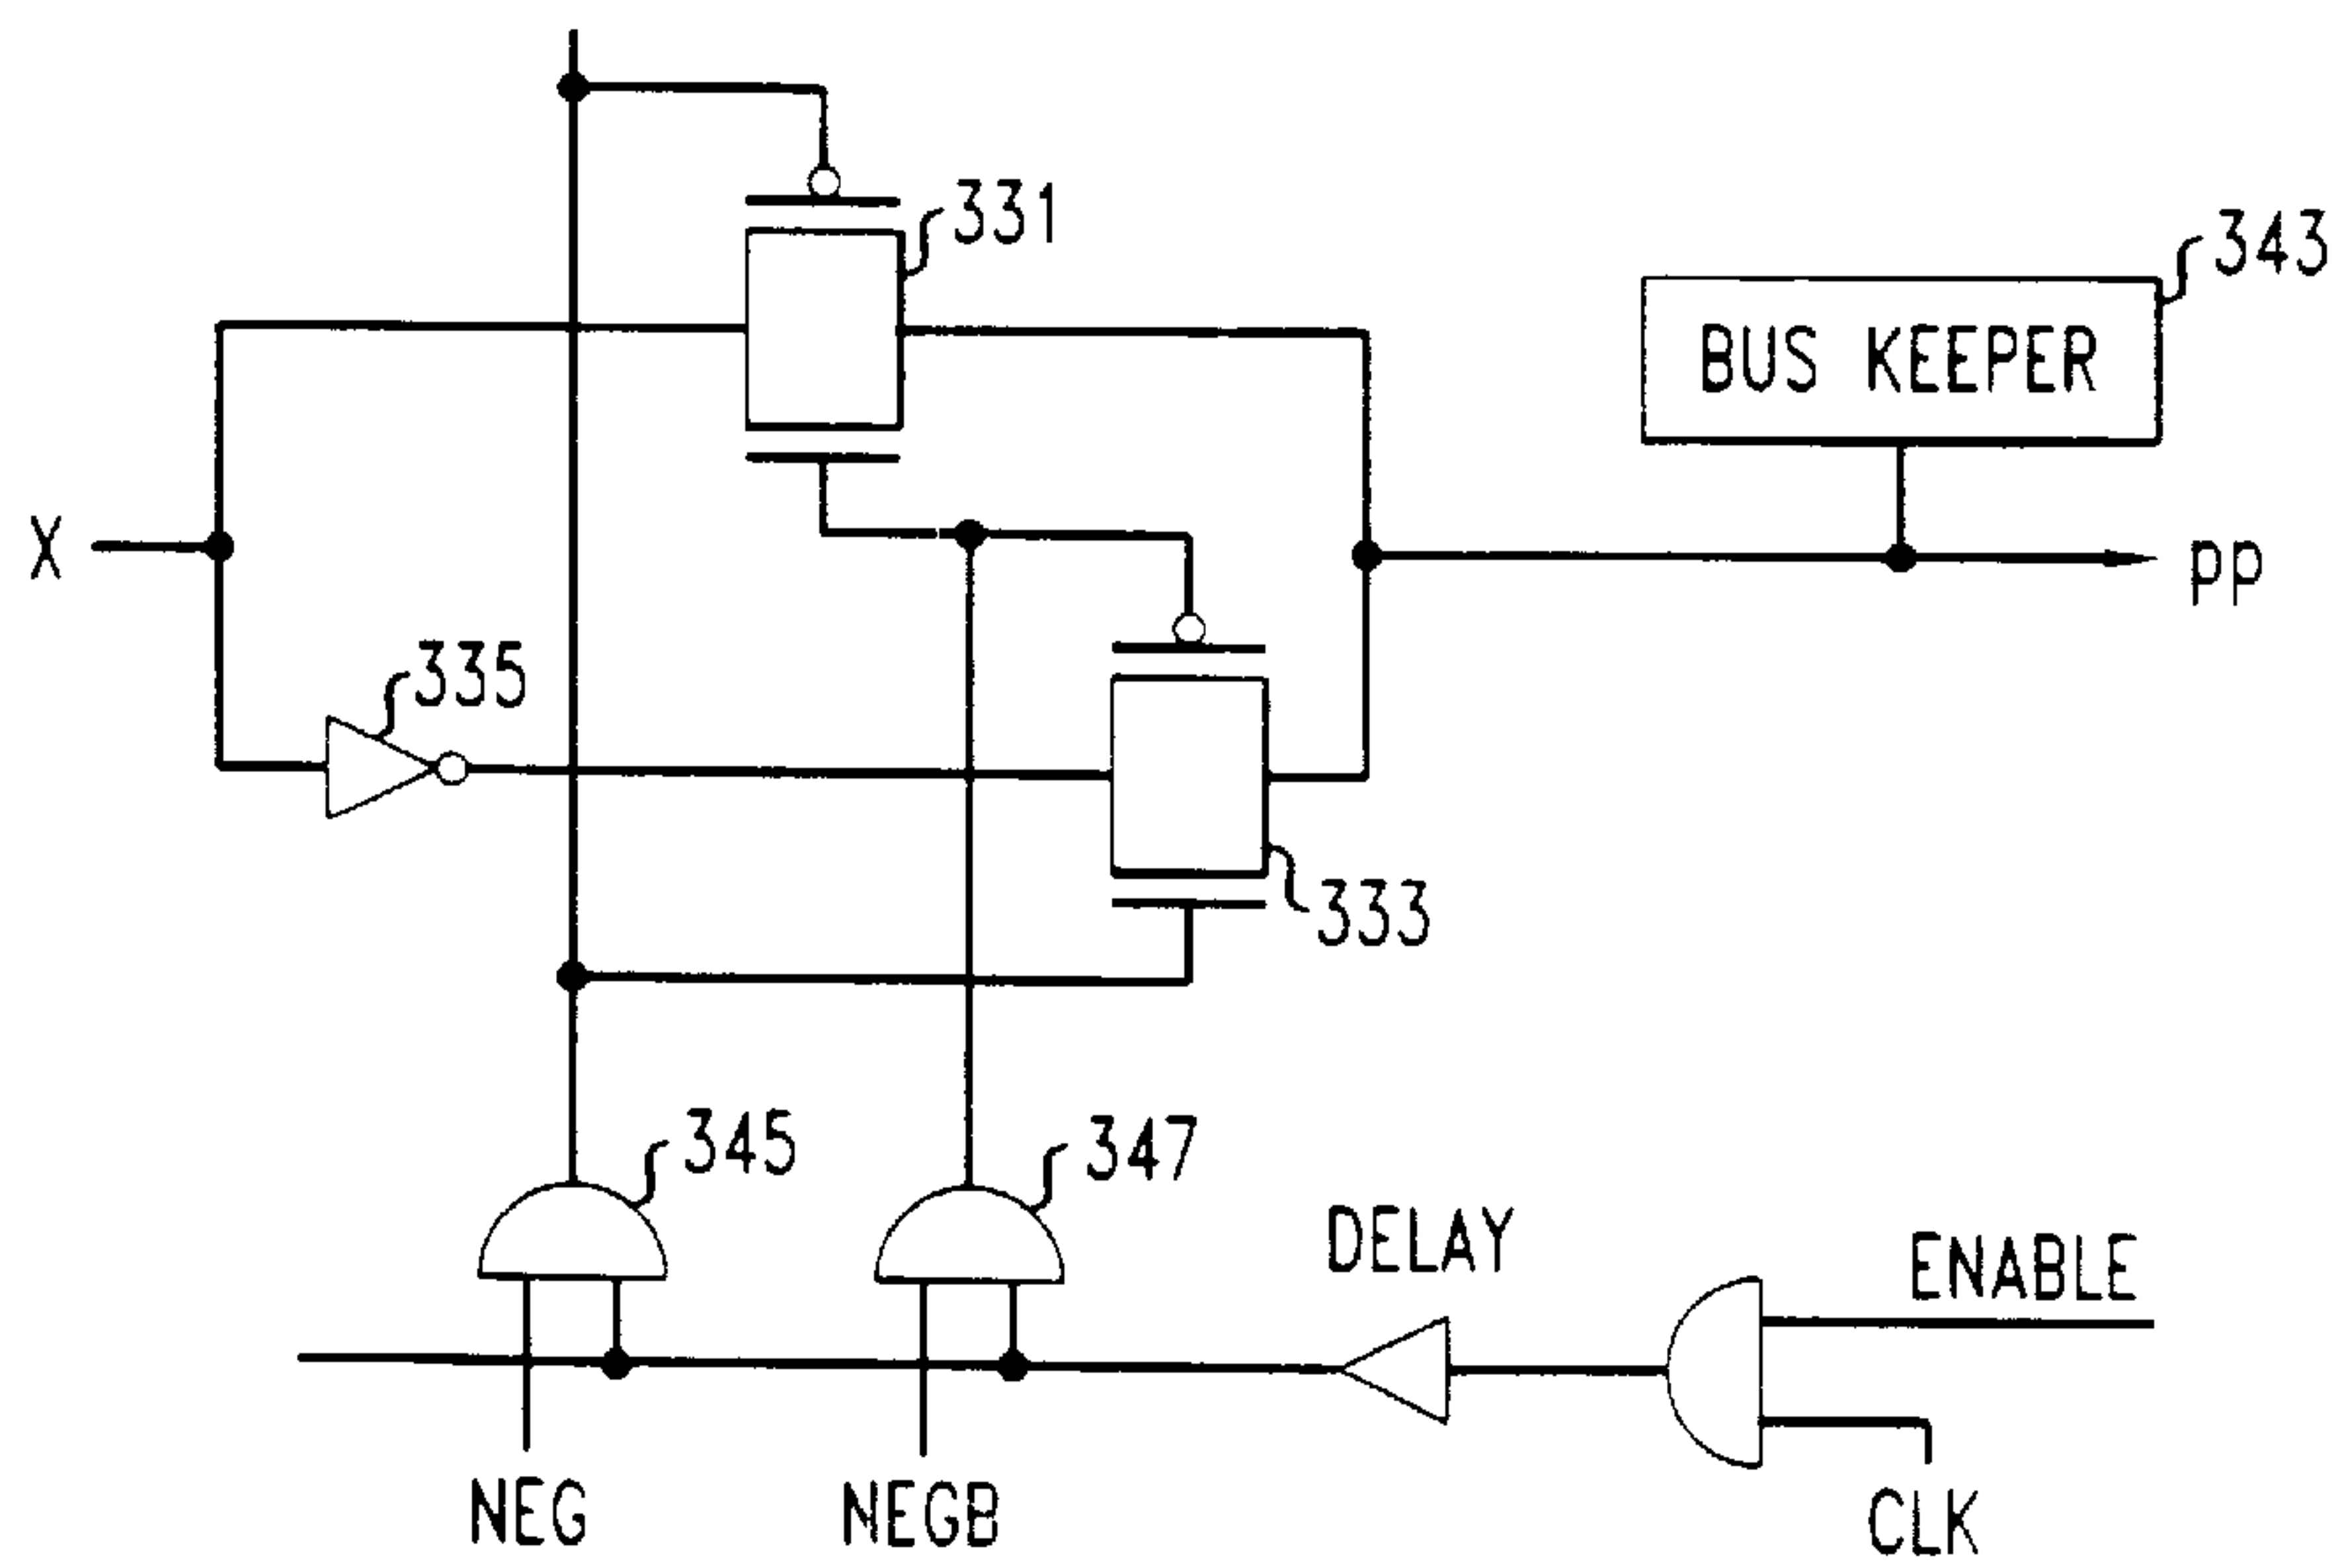 331
343
BUS KEEPER
X
pp
335
333
345
347
DELAY
ENABLE
NEG
NEGB
CLK